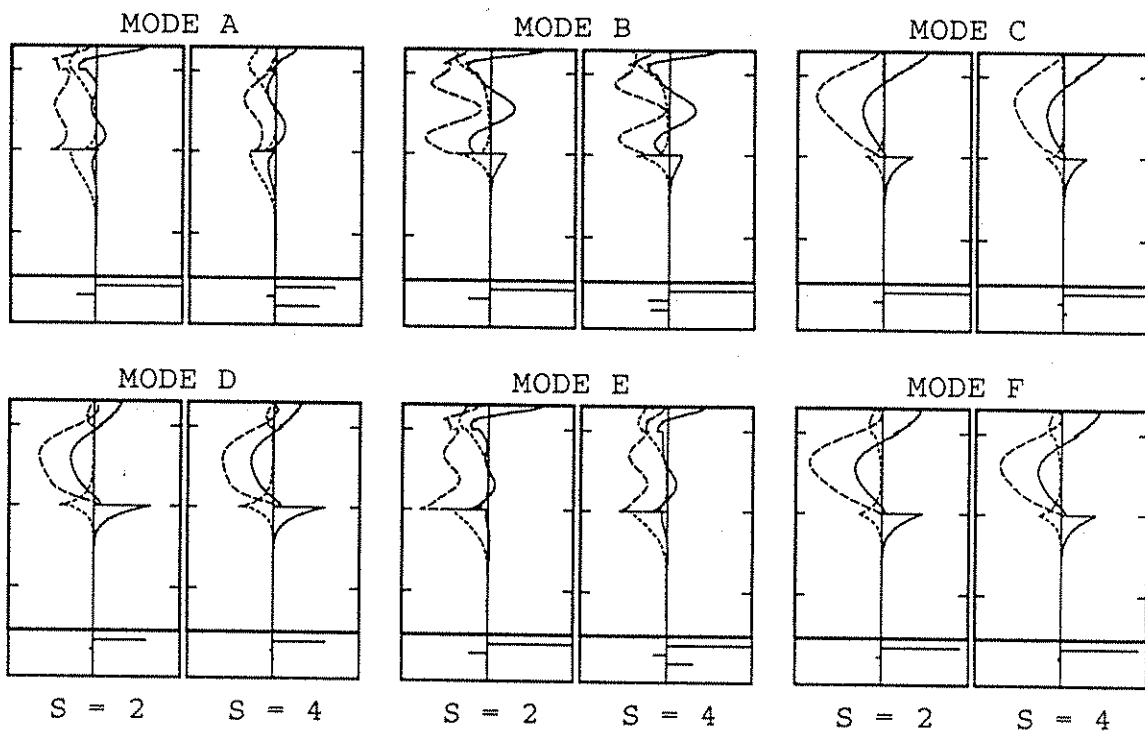 MODE A
MODE B
MODE C
MODE D
MODE E
MODE F
S = 2
S = 4
S = 2
S = 4
S = 2
S = 4